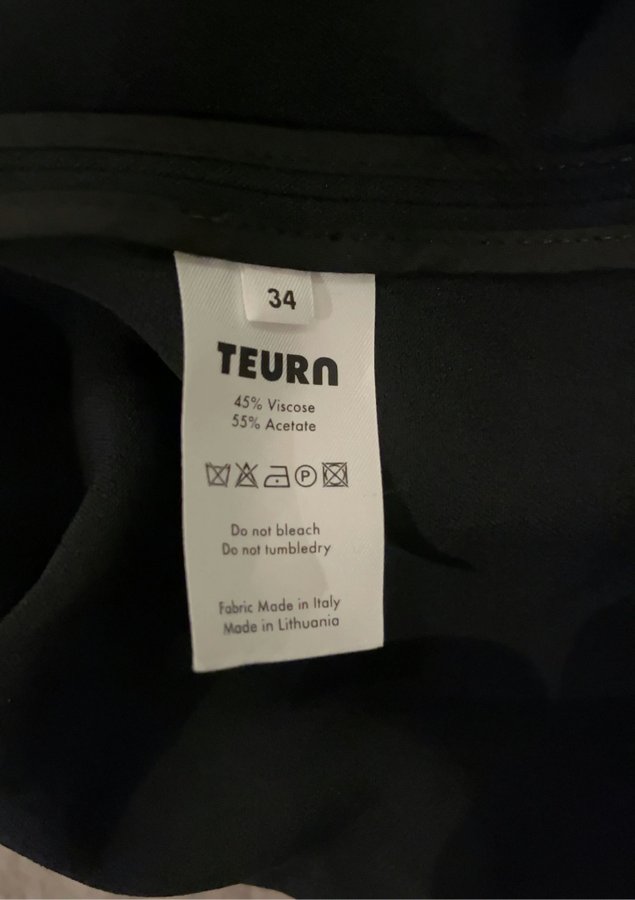 34
TEURN
45% Viscose
55% Acetate
P
Do not bleach
Do not tumbledry
Fabric Made in Italy
Made in Lithuania